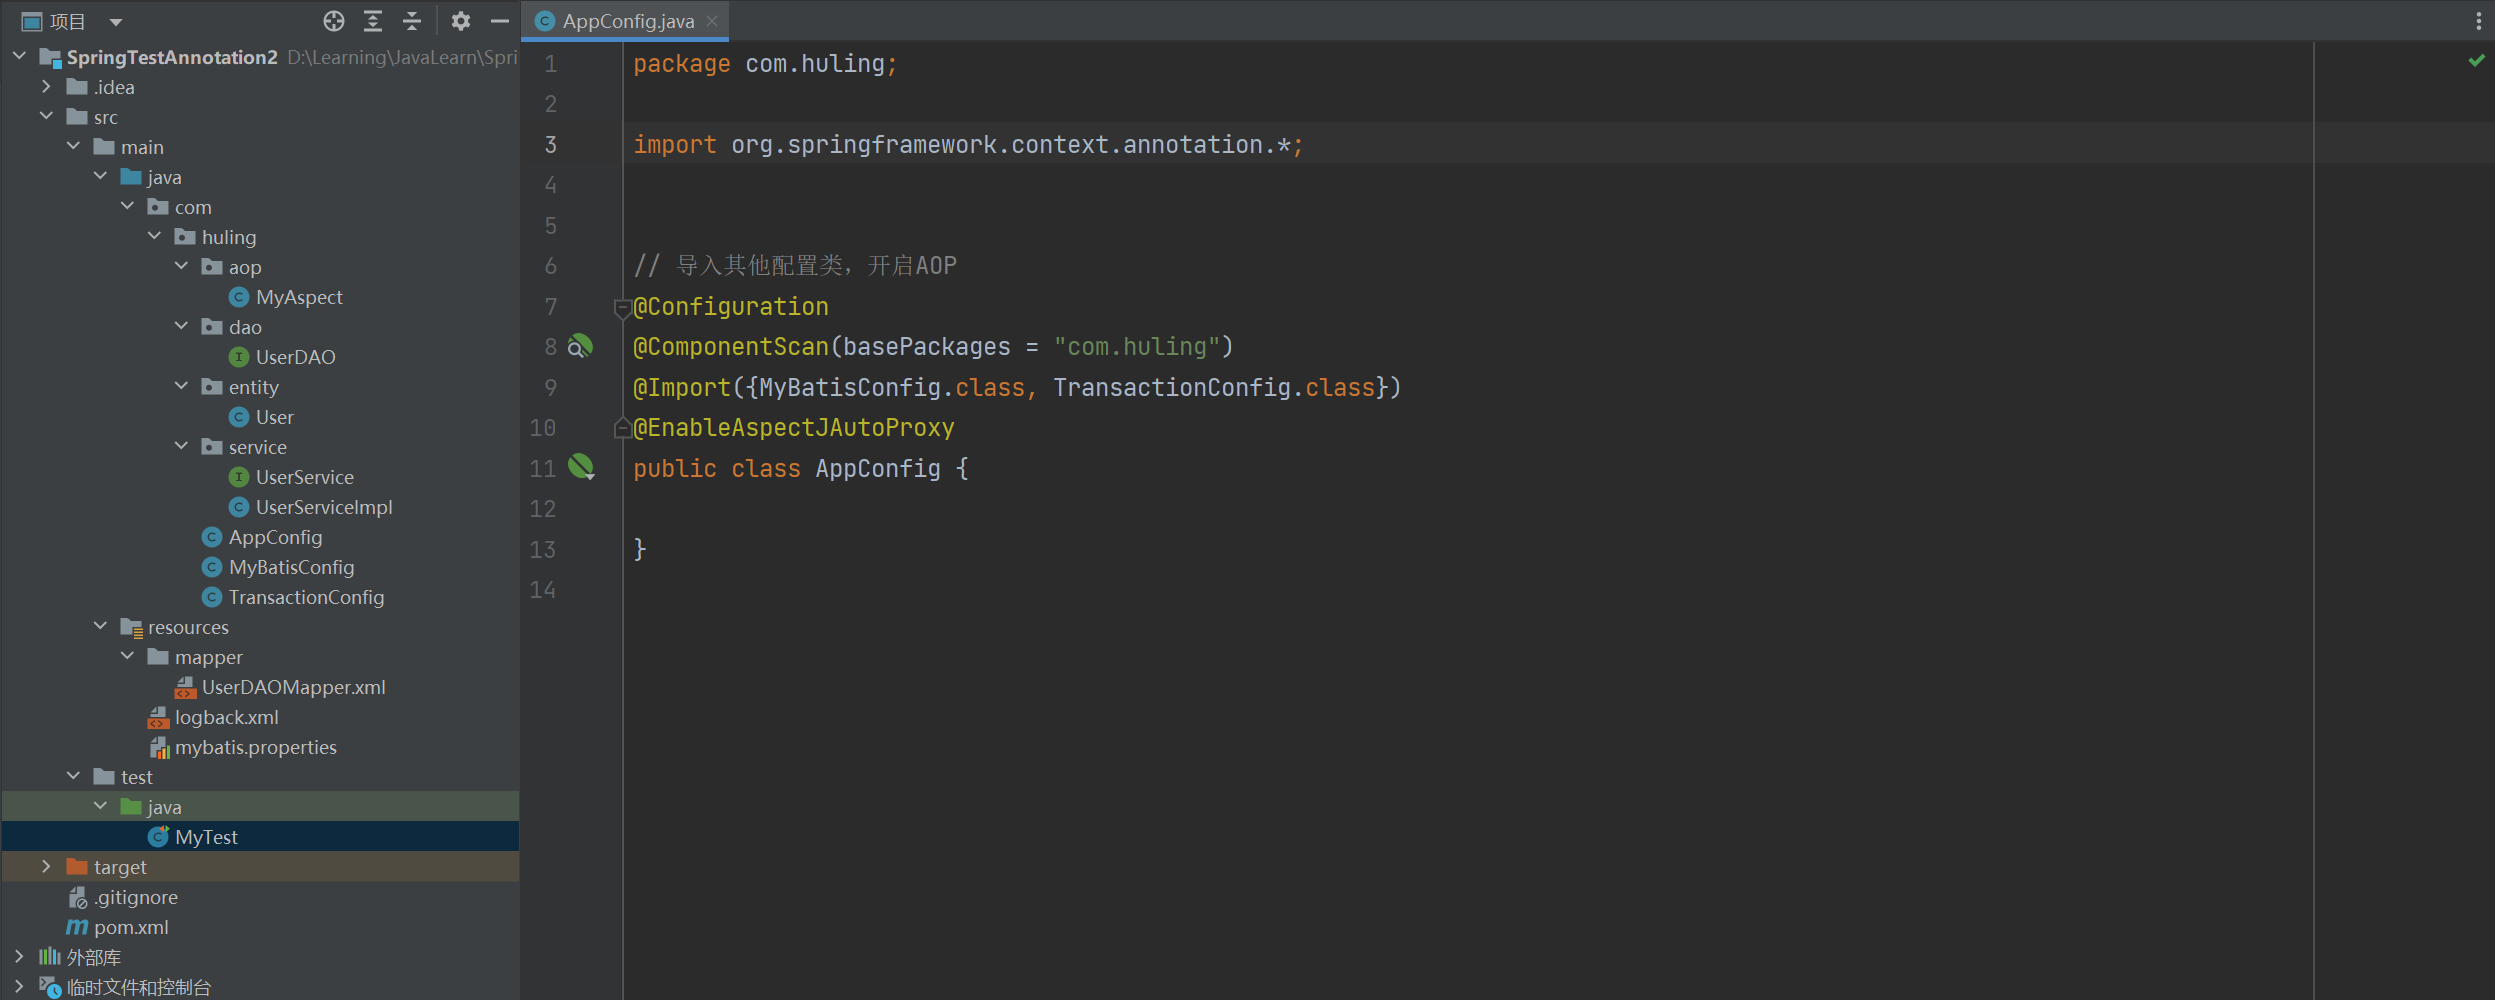 项目
SpringTestAnnotation2 D:\Learning\JavaLearn\Spri
.idea
src
main
java
com
huling
aop
MyAspect
dao
UserDAO
entity
User
service
UserService
UserServiceImpl
AppConfig
MyBatisConfig
TransactionConfig
resources
mapper
UserDAOMapper.xml
logback.xml
mybatis.properties
test
java
MyTest
target
.gitignore
pom.xml
外部库
临时文件和控制台
AppConfig.java
1 package com.huling;
2
3 import org.springframework.context.annotation.*;
4
5
6 // 导入其他配置类，开启AOP
7 @Configuration
8 @ComponentScan(basePackages = "com.huling")
9 @Import({MyBatisConfig.class, TransactionConfig.class})
10 @EnableAspectJAutoProxy
11 public class AppConfig {
12
13 }
14